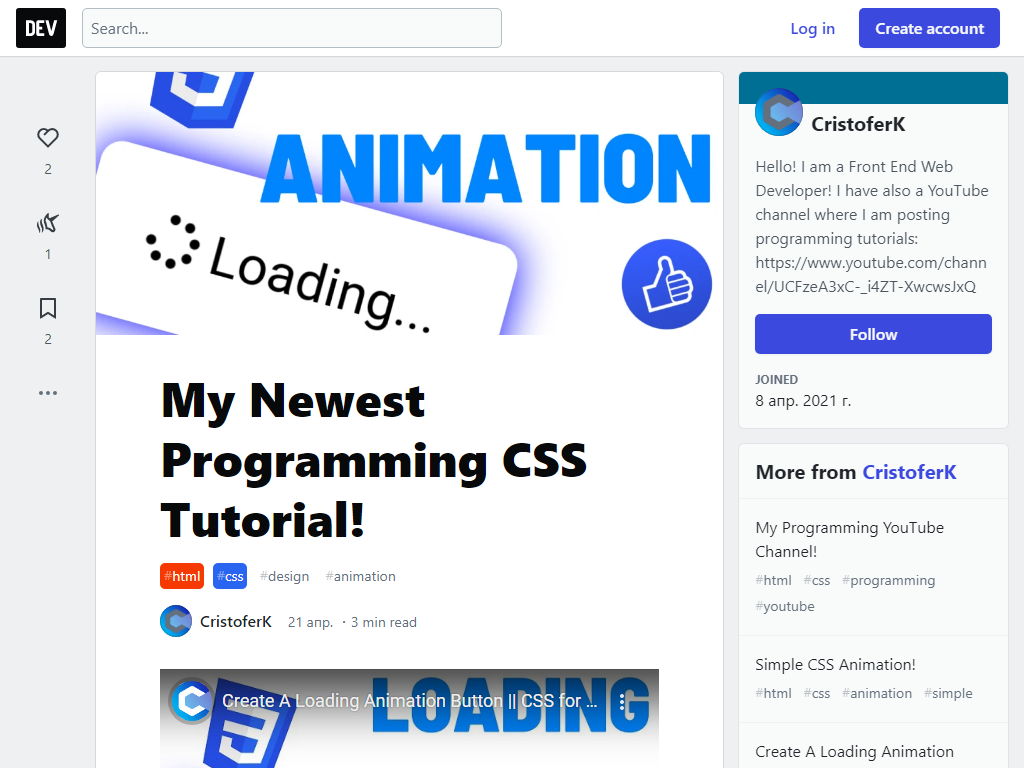 DEV
Search...
Log in
Create account
2
1
2
ANIMATION
Loading...
My Newest
Programming CSS
Tutorial!
#html #css #design #animation
CristoferK 21 апр. · 3 min read
Create A Loading Animation Button || CSS for ...
LOADING
CristoferK
Hello! I am a Front End Web
Developer! I have also a YouTube
channel where I am posting
programming tutorials:
https://www.youtube.com/chann
el/UCFzeA3xC-_i4ZT-XwcwsJxQ
Follow
JOINED
8 апр. 2021 г.
More from CristoferK
My Programming YouTube
Channel!
#html #css #programming
#youtube
Simple CSS Animation!
#html #css #animation #simple
Create A Loading Animation